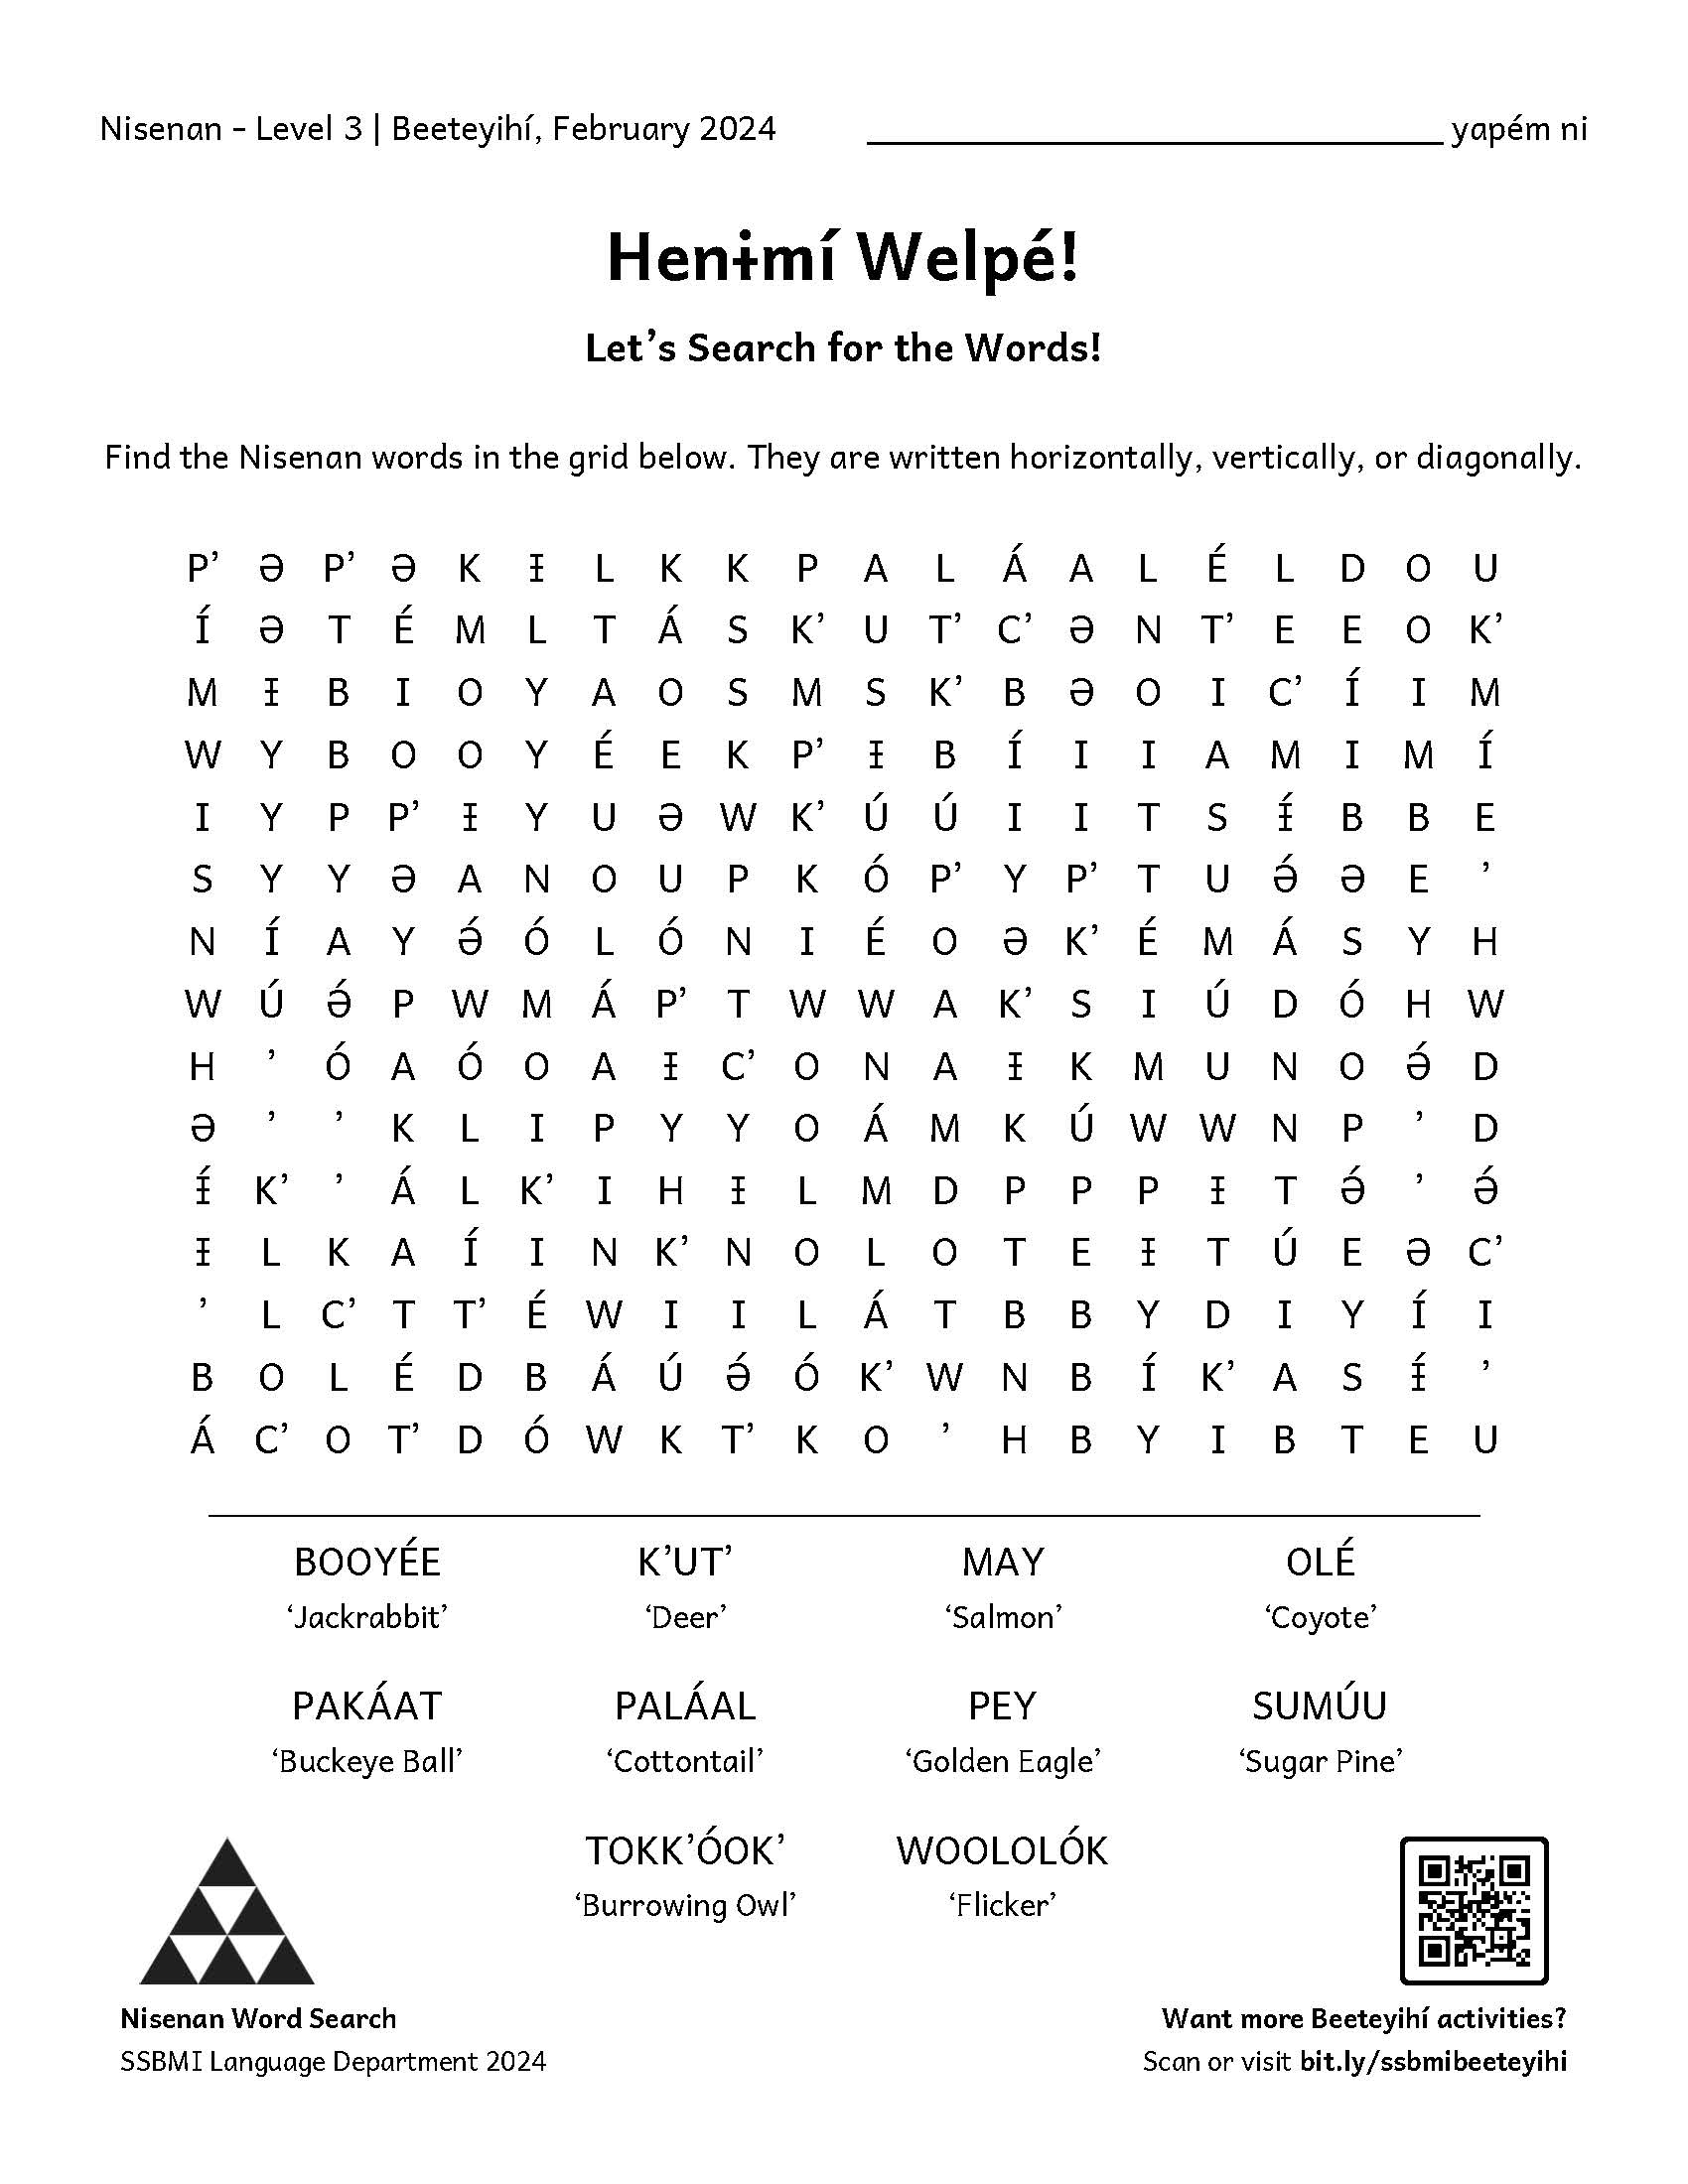 Nisenan – Level 3 | Beeteyihí, February 2024 ______________________________ yapém ni
Henɨmí Welpé!
Let’s Search for the Words!
Find the Nisenan words in the grid below. They are written horizontally, vertically, or diagonally.
P’ Ə P’ Ə K Ɨ L K K P A L Á A L É L D O U
Í Ə T É M L T Á S K’ U T’ C’ Ə N T’ E E O K’
M Ɨ B I O Y A O S M S K’ B Ə O I C’ Í I M
W Y B O O Y É E K P’ Ɨ B Í I I A M I M Í
I Y P P’ Ɨ Y U Ə W K’ Ú Ú I I T S Ɨ́ B B E
S Y Y Ə A N O U P K Ó P’ Y P’ T U Ə́ Ə E ’
N Í A Y Ə́ Ó L Ó N I É O Ə K’ É M Á S Y H
W Ú Ə́ P W M Á P’ T W W A K’ S I Ú D Ó H W
H ’ Ó A Ó O A Ɨ C’ O N A Ɨ K M U N O Ə́ D
Ə ’ ’ K L I P Y Y O Á M K Ú W W N P ’ D
Ɨ́ K’ ’ Á L K’ I H Ɨ L M D P P P Ɨ T Ə́ ’ Ə́
Ɨ L K A Í I N K’ N O L O T E Ɨ T Ú E Ə C’
’ L C’ T T’ É W I I L Á T B B Y D I Y Í I
B O L É D B Á Ú Ə́ Ó K’ W N B Í K’ A S Ɨ́ ’
Á C’ O T’ D Ó W K T’ K O ’ H B Y I B T E U
BOOYÉE K’UT’ MAY OLÉ
‘Jackrabbit’ ‘Deer’ ‘Salmon’ ‘Coyote’
PAKÁAT PALÁAL PEY SUMÚU
‘Buckeye Ball’ ‘Cottontail’ ‘Golden Eagle’ ‘Sugar Pine’
TOKK’ÓOK’ WOOLOLÓK
‘Burrowing Owl’ ‘Flicker’
Nisenan Word Search
SSBMI Language Department 2024
Want more Beeteyihí activities?
Scan or visit bit.ly/ssbmibeeteyihi